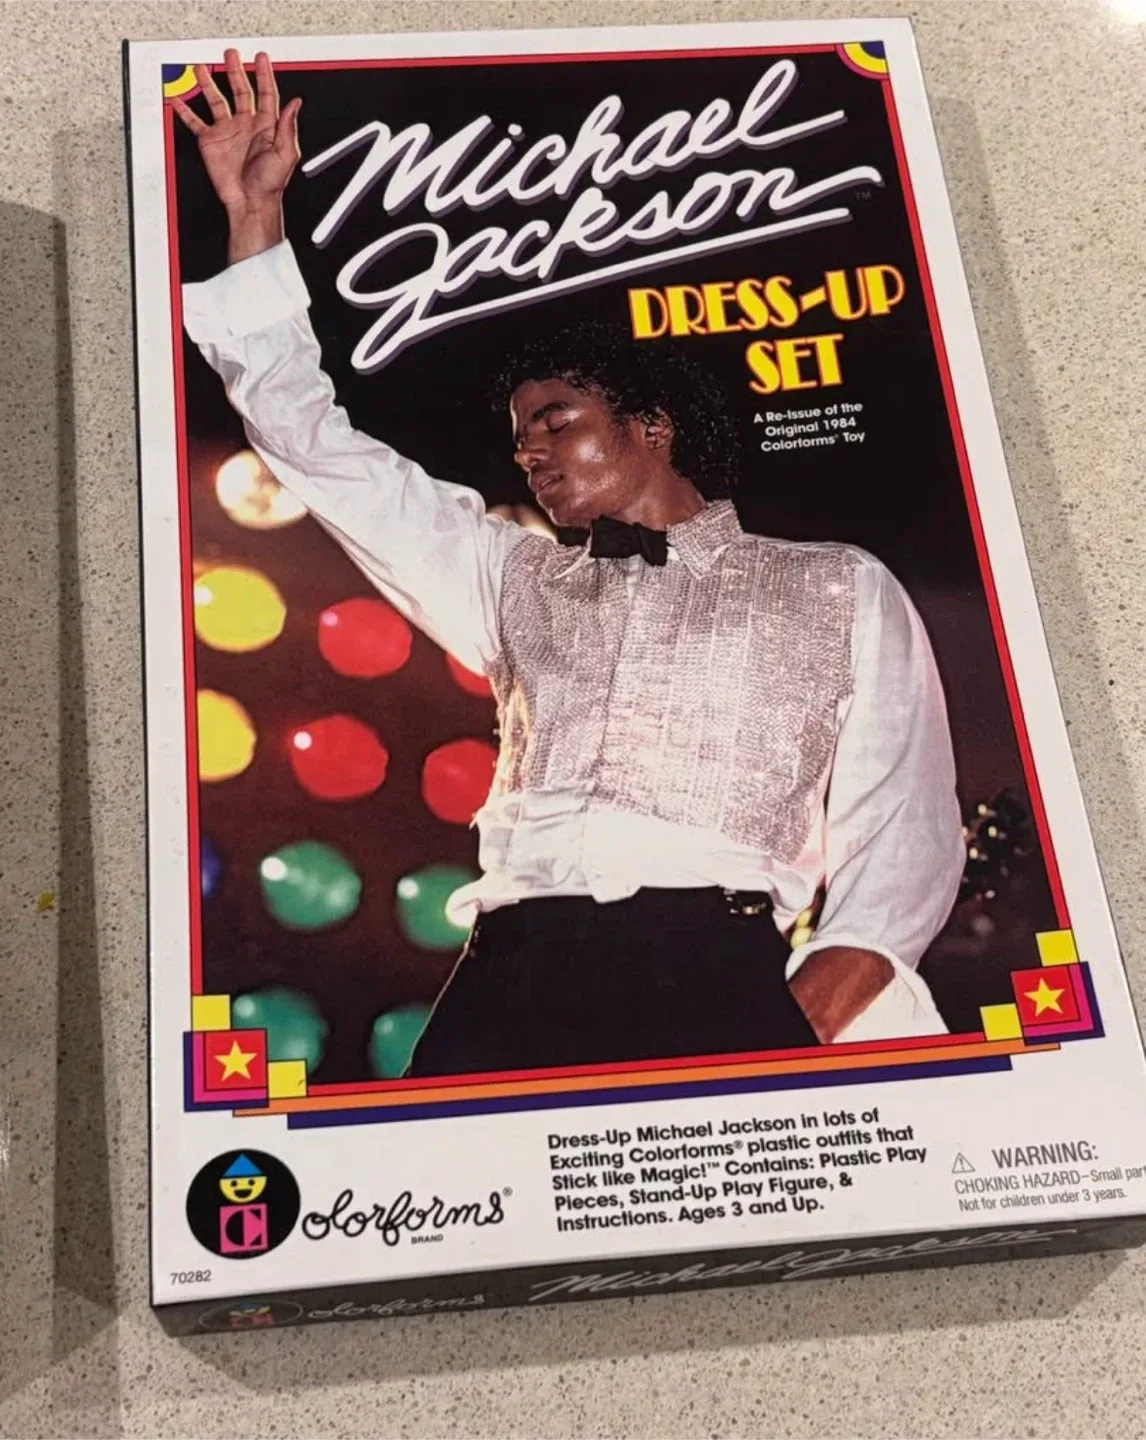 Michael
Jackson™
DRESS-UP
SET
A Re-Issue of the
Original 1984
Colorforms® Toy
Dress-Up Michael Jackson in lots of
Exciting Colorforms® plastic outfits that
Stick like Magic!™ Contains: Plastic Play
Pieces, Stand-Up Play Figure, &
Instructions. Ages 3 and Up.
WARNING:
CHOKING HAZARD–Small par
Not for children under 3 years.
Colorforms®
BRAND
70282
Colorforms
Michael Jackson